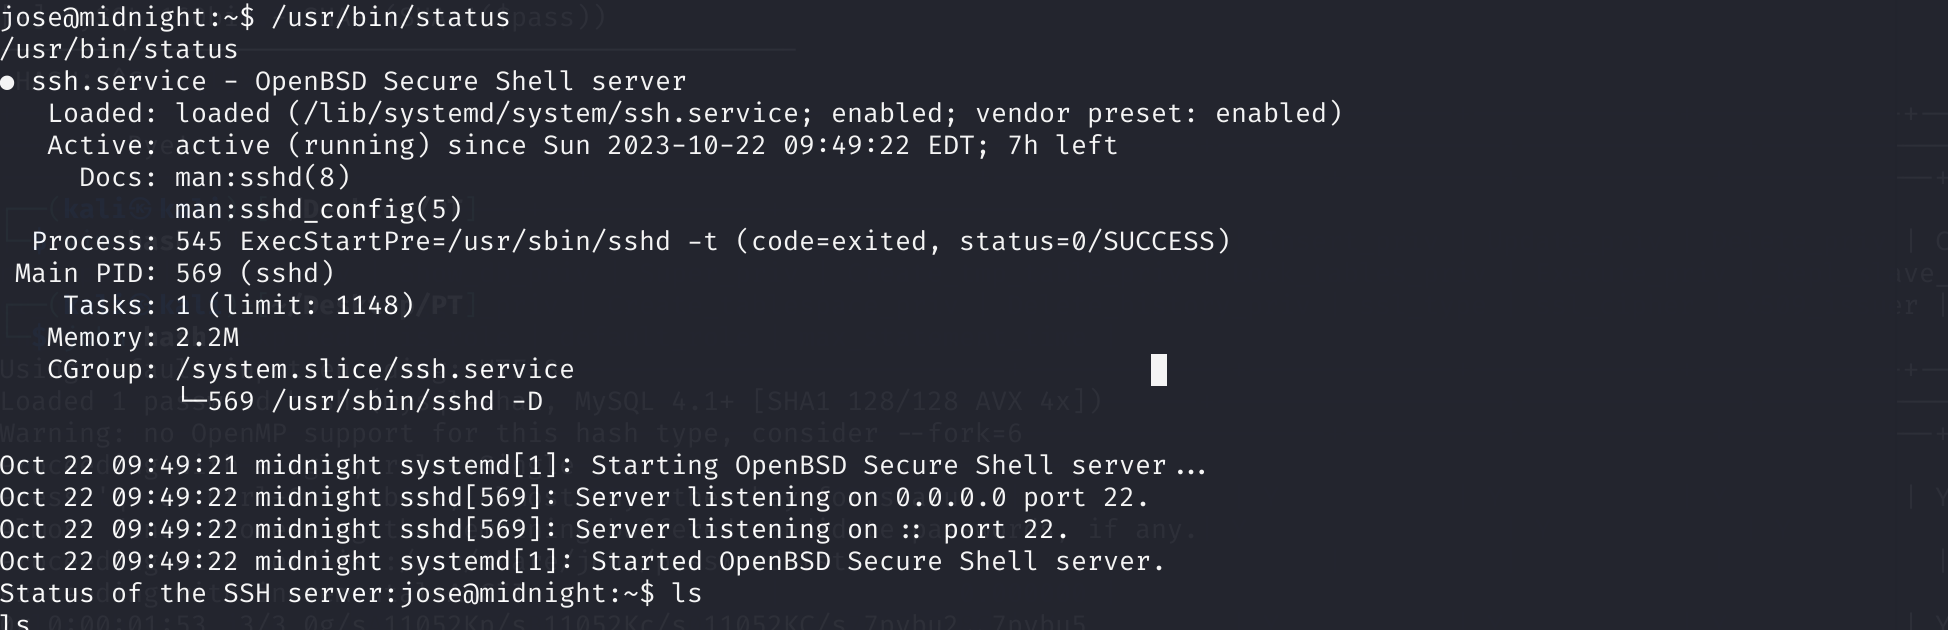 jose@midnight:~$ /usr/bin/status
/usr/bin/status
● ssh.service - OpenBSD Secure Shell server
   Loaded: loaded (/lib/systemd/system/ssh.service; enabled; vendor preset: enabled)
   Active: active (running) since Sun 2023-10-22 09:49:22 EDT; 7h left
     Docs: man:sshd(8)
           man:sshd_config(5)
  Process: 545 ExecStartPre=/usr/sbin/sshd -t (code=exited, status=0/SUCCESS)
 Main PID: 569 (sshd)
    Tasks: 1 (limit: 1148)
   Memory: 2.2M
   CGroup: /system.slice/ssh.service
           └─569 /usr/sbin/sshd -D
Oct 22 09:49:21 midnight systemd[1]: Starting OpenBSD Secure Shell server...
Oct 22 09:49:22 midnight sshd[569]: Server listening on 0.0.0.0 port 22.
Oct 22 09:49:22 midnight sshd[569]: Server listening on :: port 22.
Oct 22 09:49:22 midnight systemd[1]: Started OpenBSD Secure Shell server.
Status of the SSH server:jose@midnight:~$ ls
ls